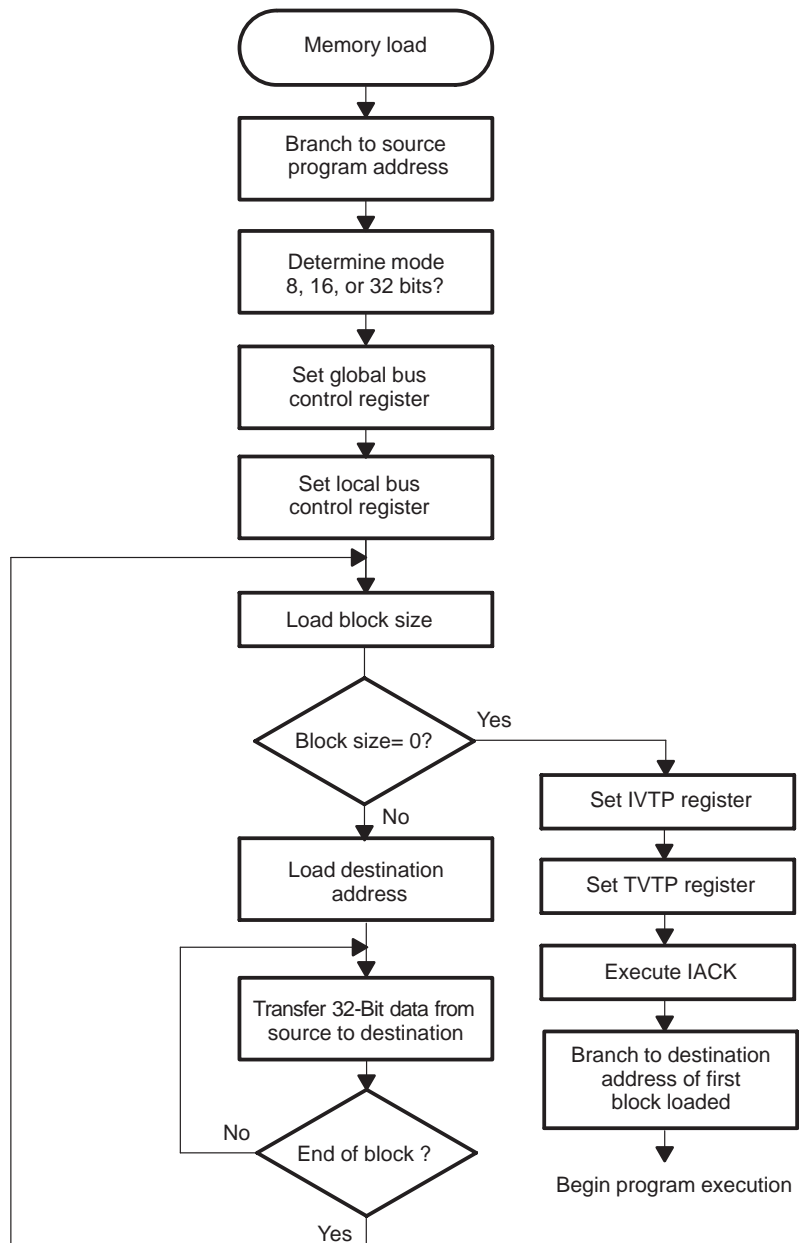 Memory load
Branch to source
program address
Determine mode
8, 16, or 32 bits?
Set global bus
control register
Set local bus
control register
Load block size
Block size= 0?
Yes
No
Set IVTP register
Set TVTP register
Execute IACK
Branch to destination
address of first
block loaded
Begin program execution
Load destination
address
Transfer 32-Bit data from
source to destination
End of block ?
No
Yes